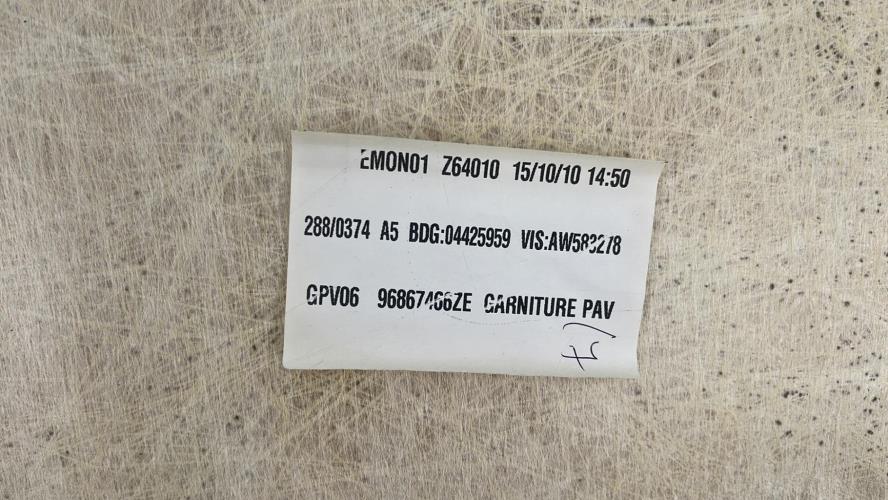 EMON01 Z64010 15/10/10 14:50
288/0374 A5 BDG:04425959 VIS:AW583278
GPV06 96867466ZE GARNITURE PAV